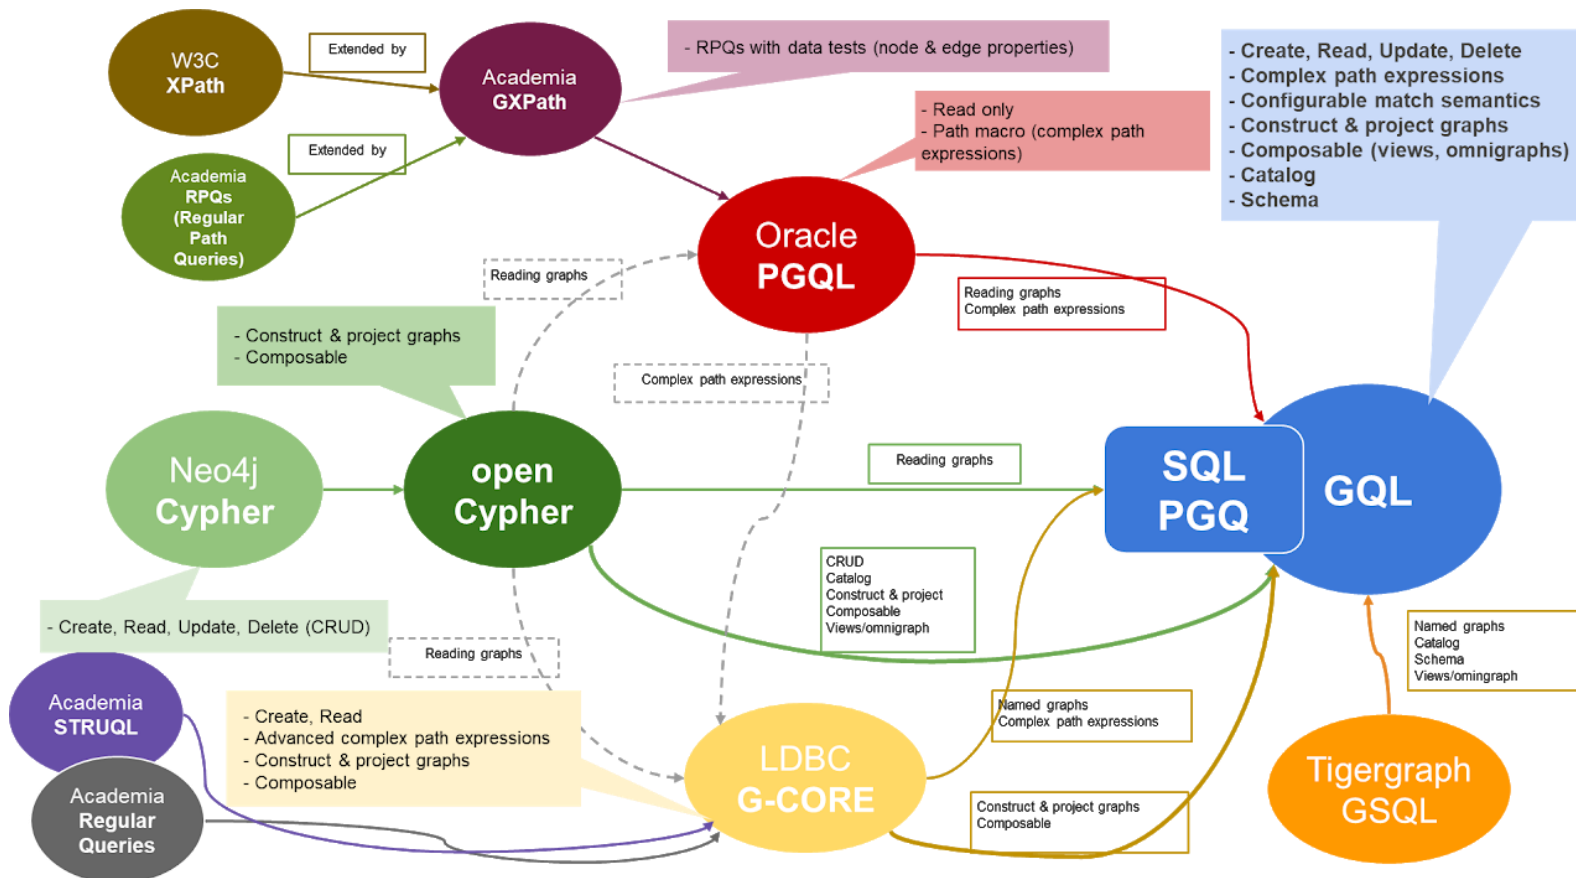 W3C
XPath
Extended by
Academia
GXPath
- RPQs with data tests (node & edge properties)
- Create, Read, Update, Delete
- Complex path expressions
- Configurable match semantics
- Construct & project graphs
- Composable (views, omnigraphs)
- Catalog
- Schema
- Read only
- Path macro (complex path
expressions)
Extended by
Academia
RPQs
(Regular
Path
Queries)
Oracle
PGQL
Reading graphs
Reading graphs
Complex path expressions
- Construct & project graphs
- Composable
Complex path expressions
Neo4j
Cypher
open
Cypher
Reading graphs
SQL
PGQ
GQL
CRUD
Catalog
Construct & project
Composable
Views/omnigraph
- Create, Read, Update, Delete (CRUD)
Reading graphs
Named graphs
Catalog
Schema
Views/omingraph
Academia
STRUQL
- Create, Read
- Advanced complex path expressions
- Construct & project graphs
- Composable
Named graphs
Complex path expressions
LDBC
G-CORE
Tigergraph
GSQL
Academia
Regular
Queries
Construct & project graphs
Composable